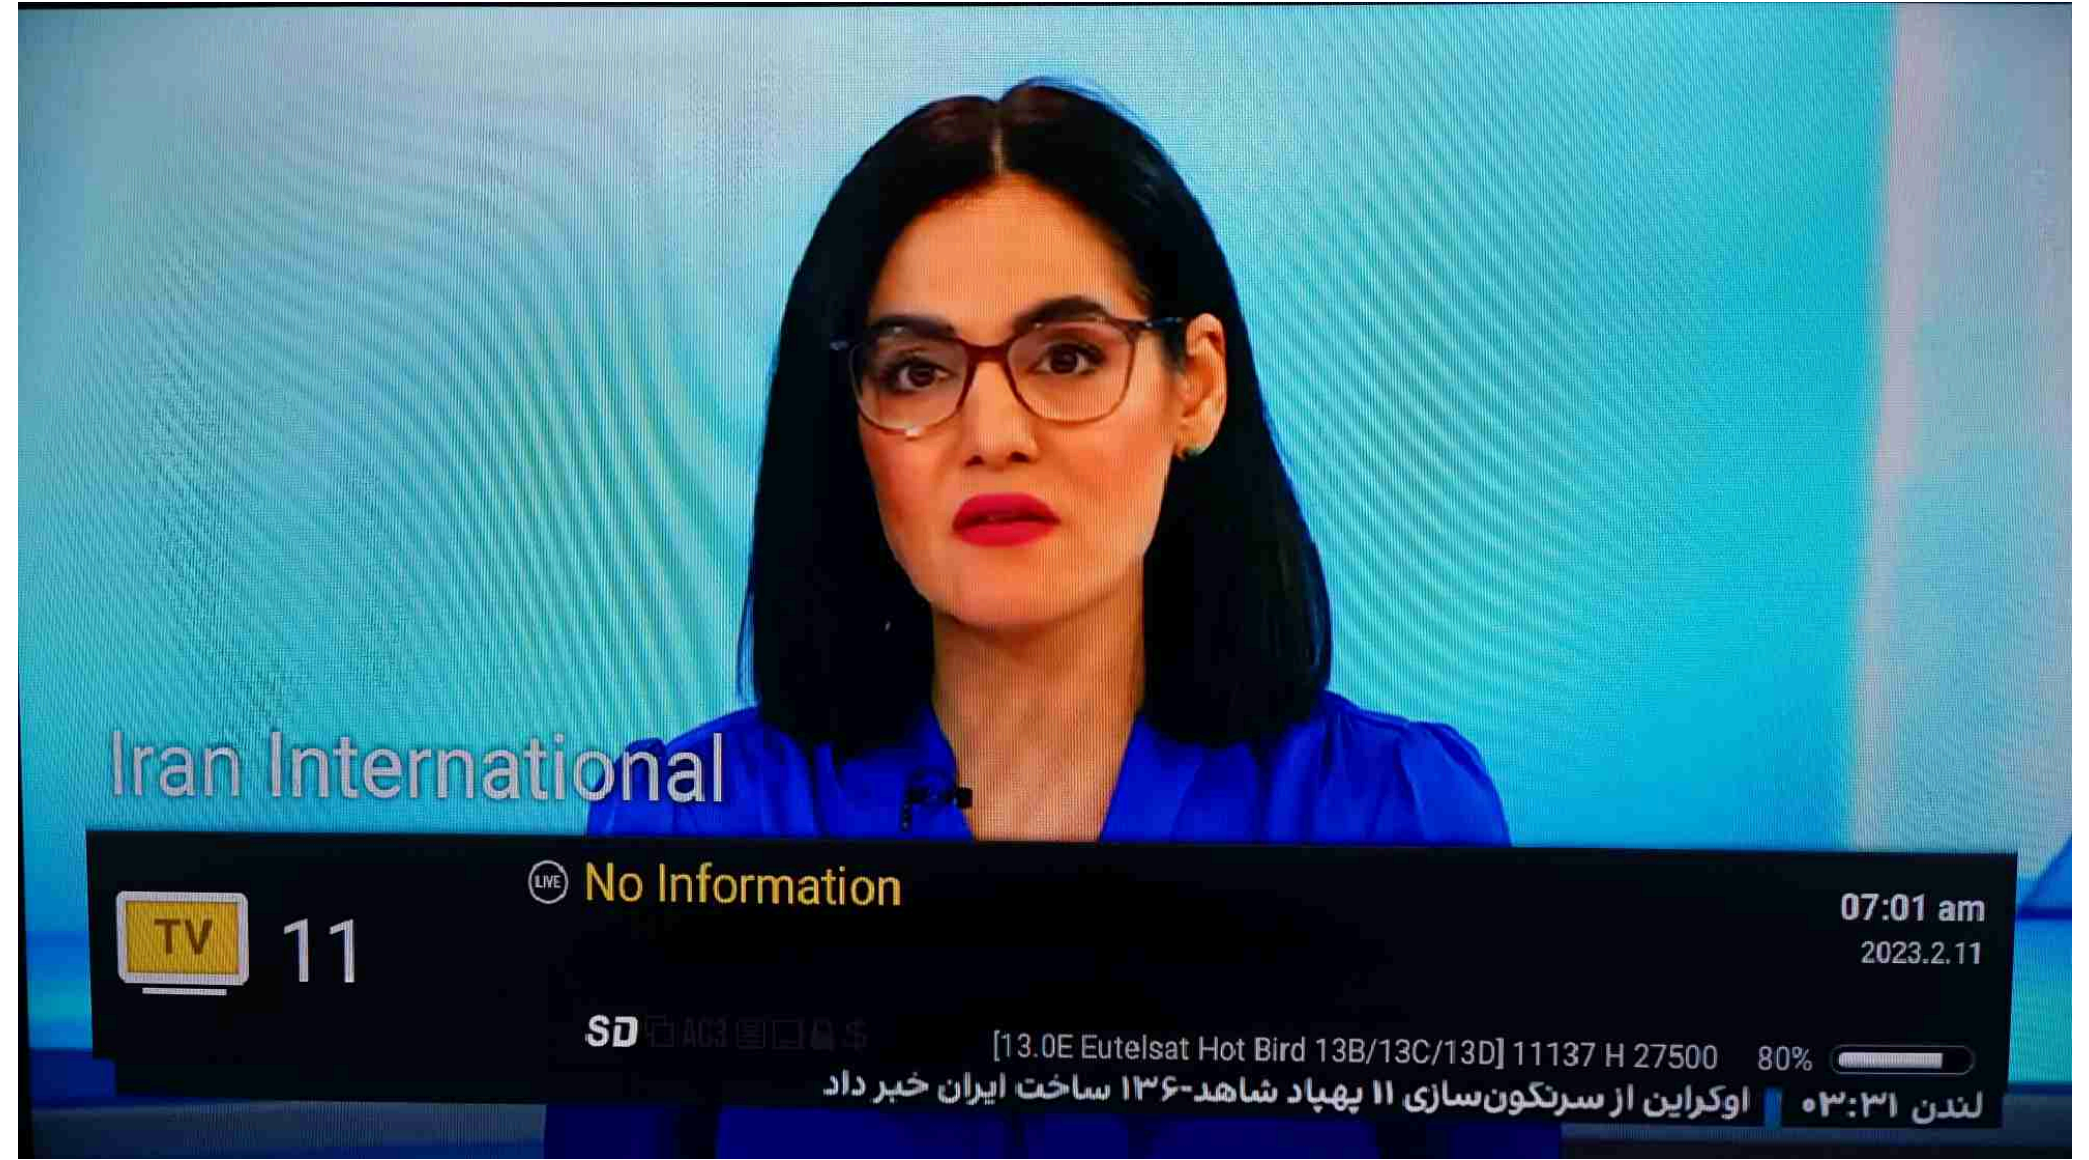 Iran International
LIVE No Information
TV 11
07:01 am
2023.2.11
SD AC3 $
[13.0E Eutelsat Hot Bird 13B/13C/13D] 11137 H 27500 80%
لندن ۰۳:۳۱ اوکراین از سرنگون‌سازی ۱۱ پهپاد شاهد-۱۳۶ ساخت ایران خبر داد